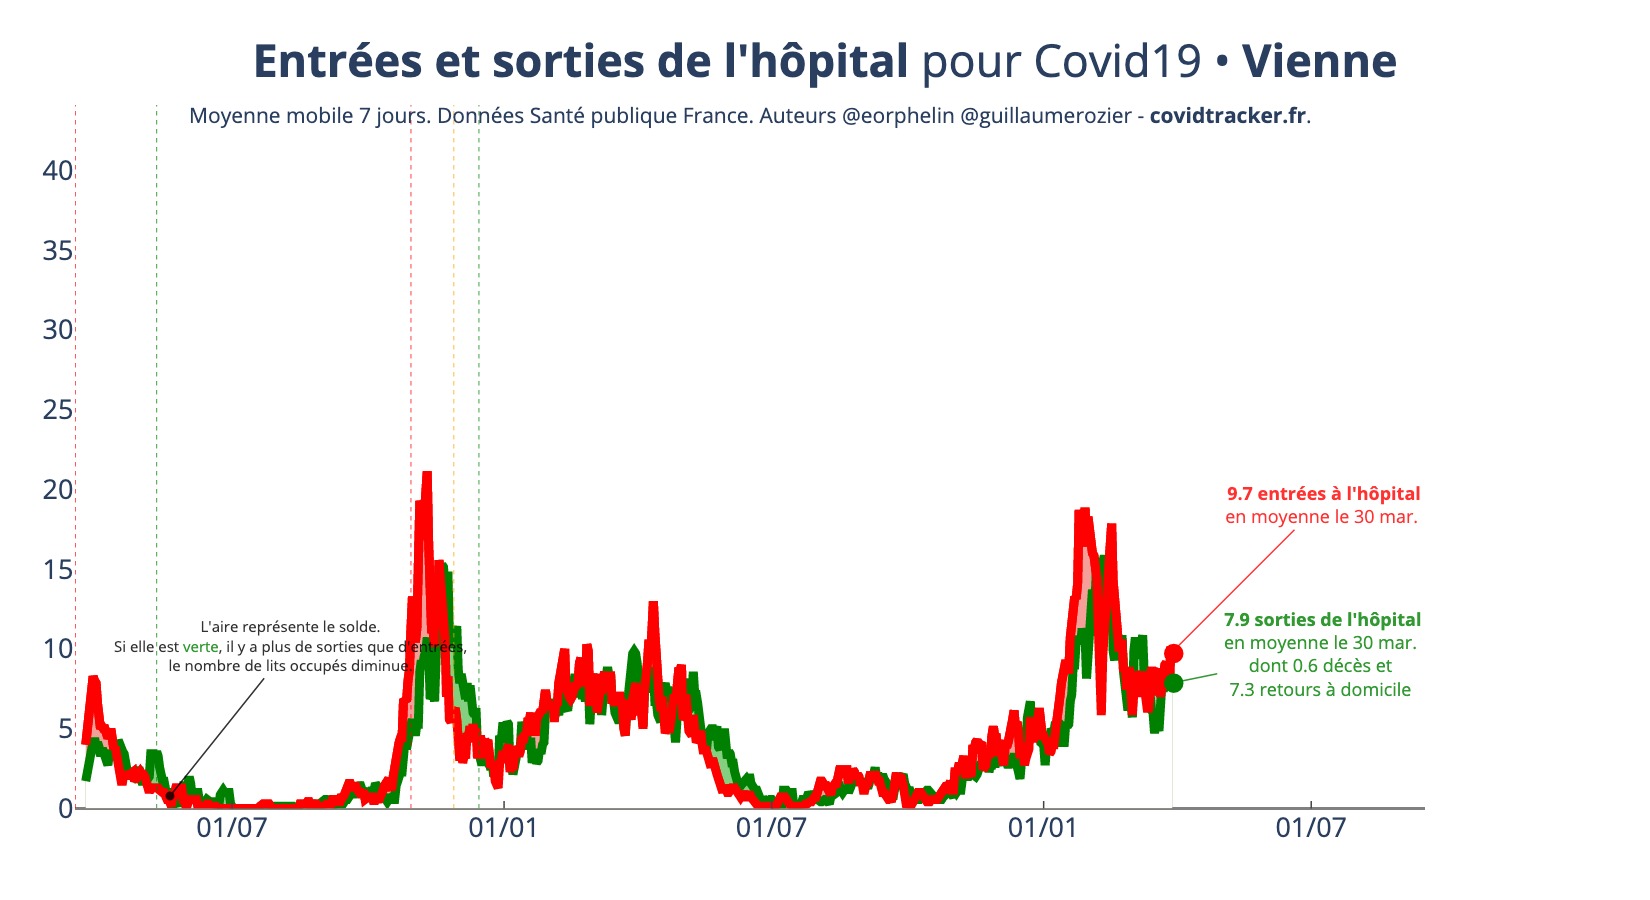 Entrées et sorties de l'hôpital pour Covid19 • Vienne
Moyenne mobile 7 jours. Données Santé publique France. Auteurs @eorphelin @guillaumerozier - covidtracker.fr.
40
35
30
25
20
15
10
5
0
L'aire représente le solde.
Si elle est verte, il y a plus de sorties que d'entrées,
le nombre de lits occupés diminue.
9.7 entrées à l'hôpital
en moyenne le 30 mar.
7.9 sorties de l'hôpital
en moyenne le 30 mar.
dont 0.6 décès et
7.3 retours à domicile
01/07
01/01
01/07
01/01
01/07